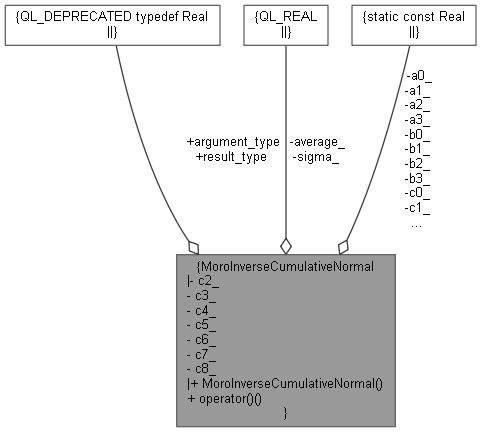 {QL_DEPRECATED typedef Real
||}
{QL_REAL
||}
{static const Real
||}
+argument_type
+result_type
-average_
-sigma_
-a0_
-a1_
-a2_
-a3_
-b0_
-b1_
-b2_
-b3_
-c0_
-c1_
...
{MoroInverseCumulativeNormal
|- c2_
- c3_
- c4_
- c5_
- c6_
- c7_
- c8_
|+ MoroInverseCumulativeNormal()
+ operator()()
}